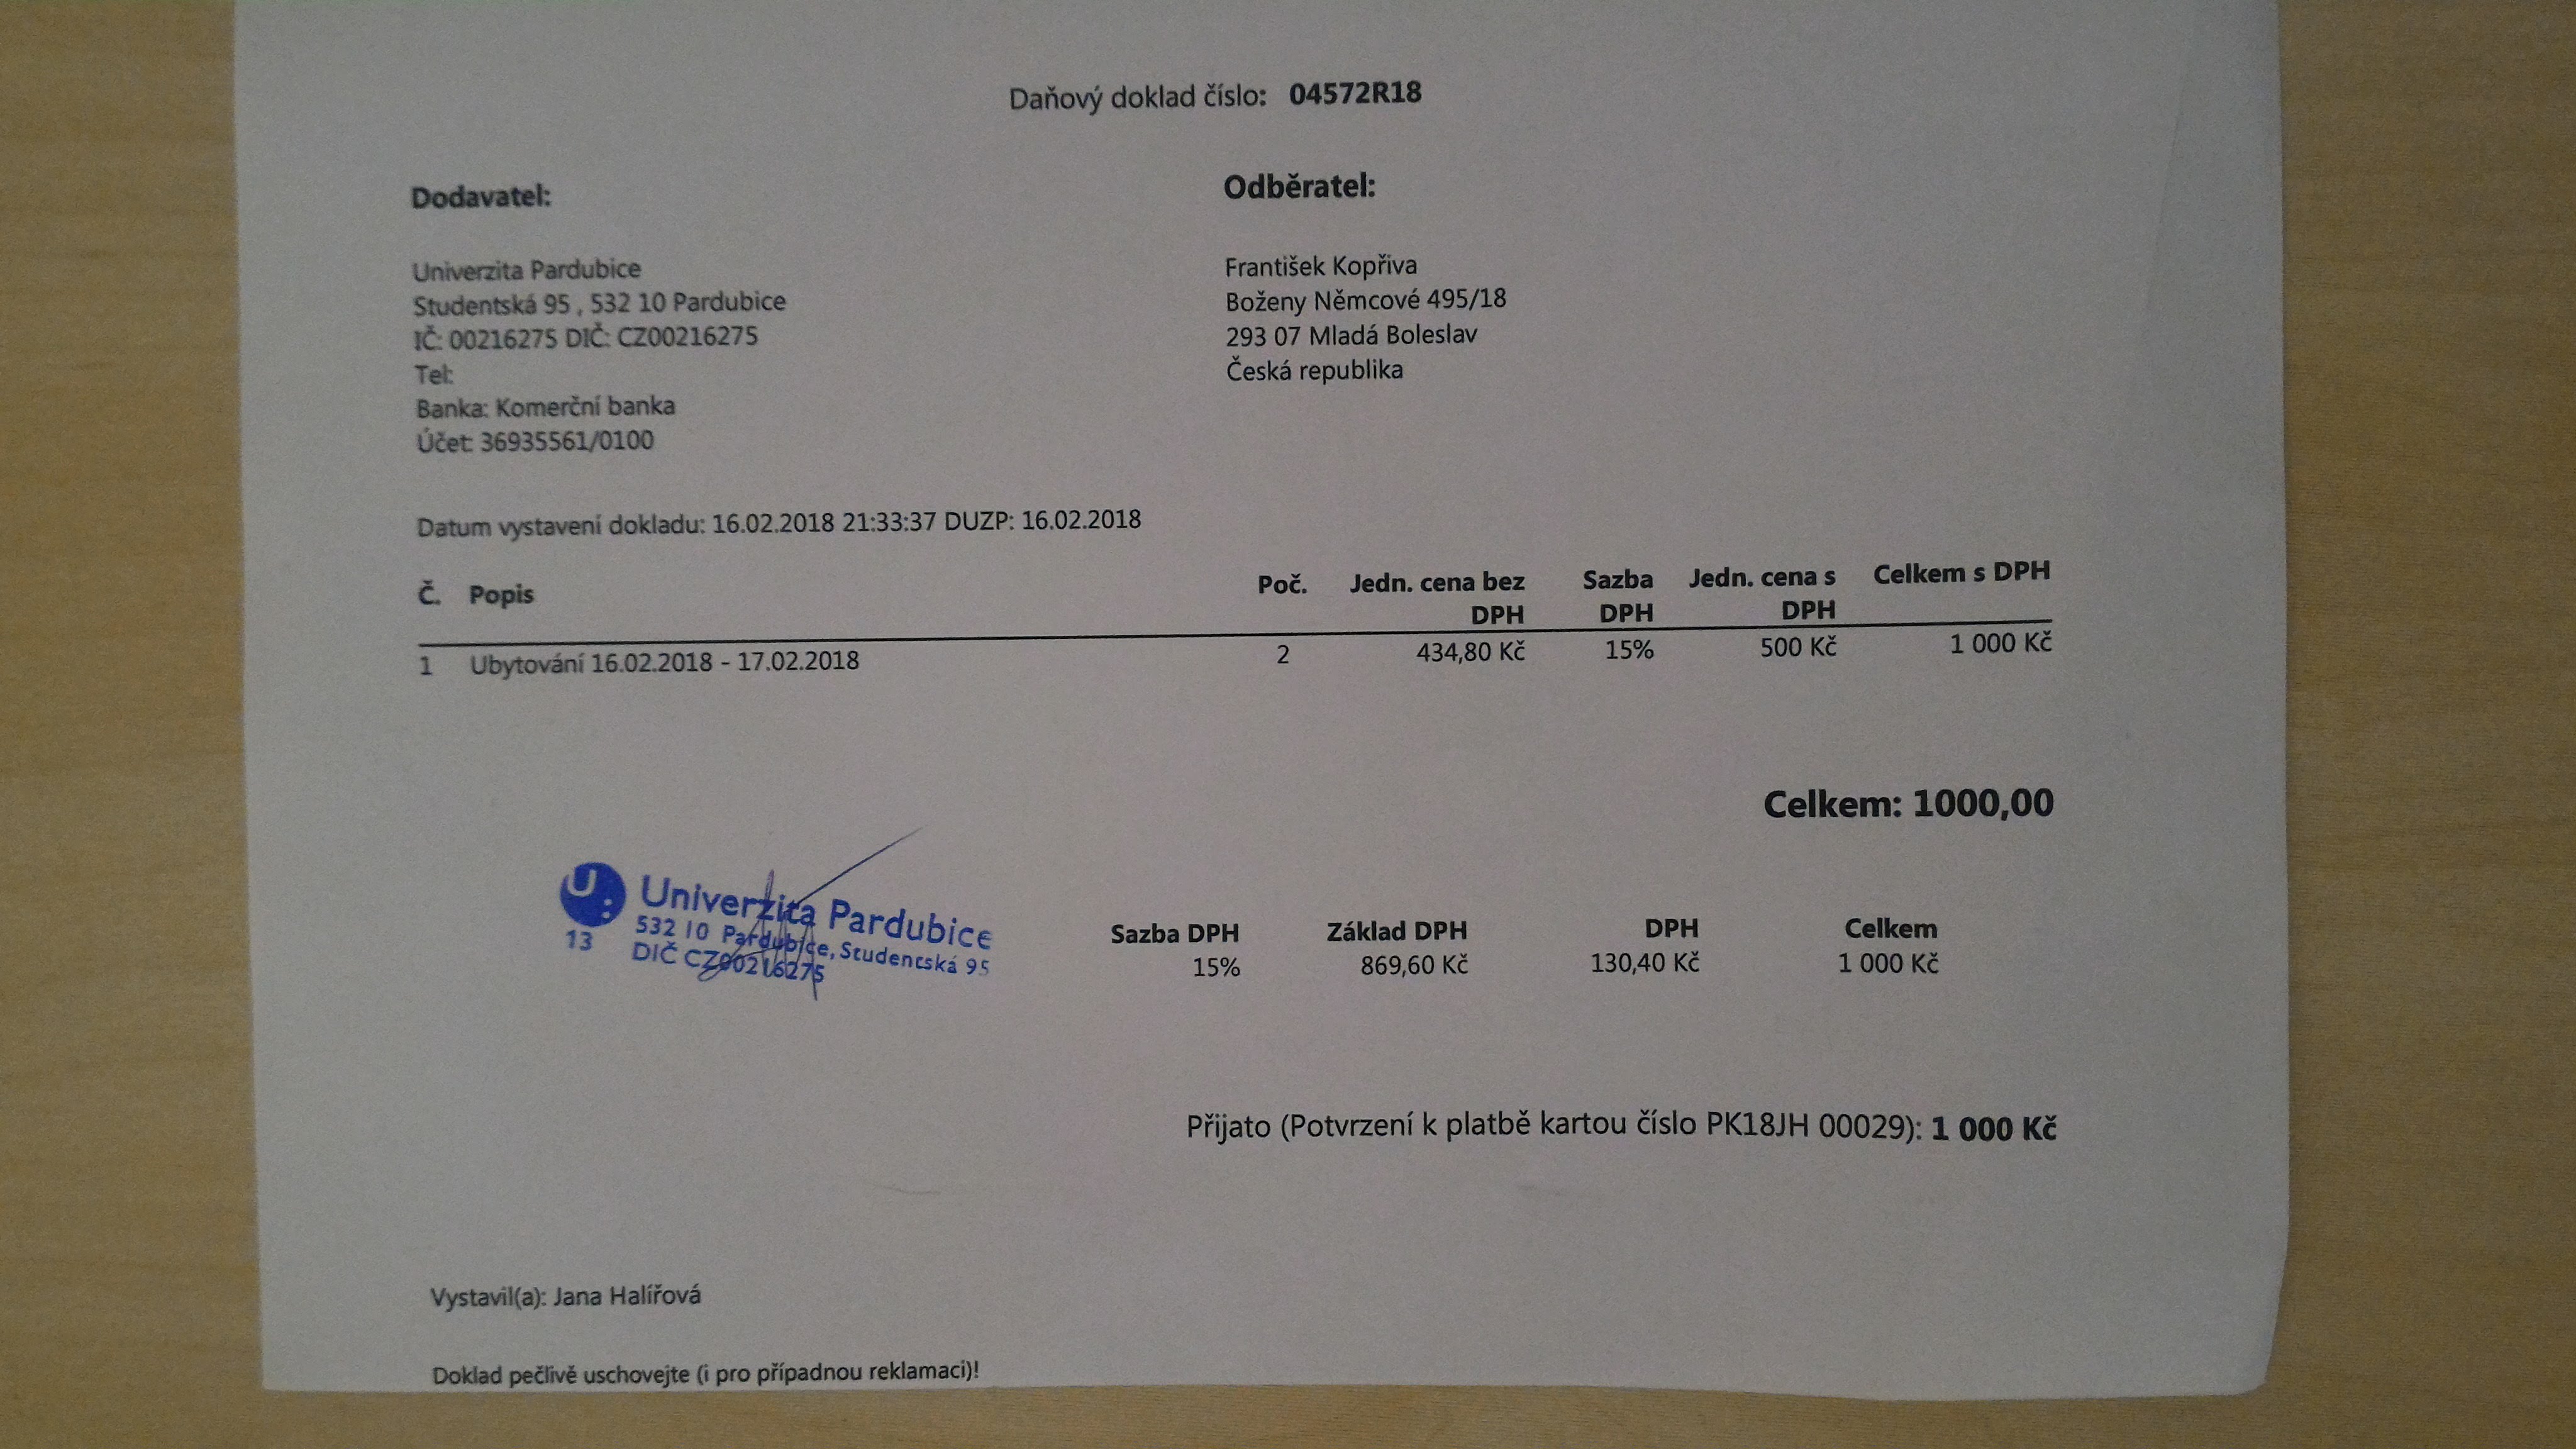 Daňový doklad číslo: 04572R18
Dodavatel:
Univerzita Pardubice
Studentská 95 , 532 10 Pardubice
IČ: 00216275 DIČ: CZ00216275
Tel:
Banka: Komerční banka
Účet: 36935561/0100
Odběratel:
František Kopřiva
Boženy Němcové 495/18
293 07 Mladá Boleslav
Česká republika
Datum vystavení dokladu: 16.02.2018 21:33:37 DUZP: 16.02.2018
Č. Popis Poč. Jedn. cena bez DPH Sazba DPH Jedn. cena s DPH Celkem s DPH
1 Ubytování 16.02.2018 - 17.02.2018 2 434,80 Kč 15% 500 Kč 1 000 Kč
Celkem: 1000,00
Univerzita Pardubice
532 10 Pardubice, Studentská 95
13 DIČ CZ00216275
Sazba DPH Základ DPH DPH Celkem
15% 869,60 Kč 130,40 Kč 1 000 Kč
Přijato (Potvrzení k platbě kartou číslo PK18JH 00029): 1 000 Kč
Vystavil(a): Jana Halířová
Doklad pečlivě uschovejte (i pro případnou reklamaci)!